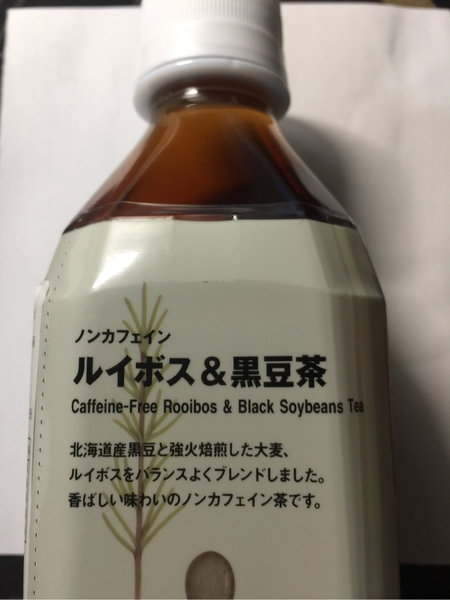 ノンカフェイン
ルイボス&黒豆茶
Caffeine-Free Rooibos & Black Soybeans Tea
北海道産黒豆と強火焙煎した大麦、
ルイボスをバランスよくブレンドしました。
香ばしい味わいのノンカフェイン茶です。